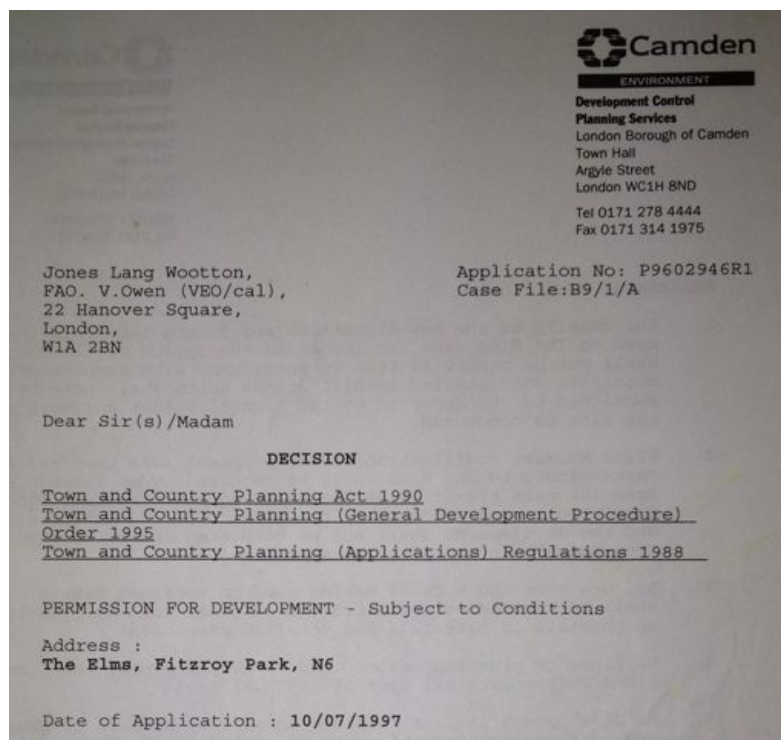 Camden
ENVIRONMENT
Development Control
Planning Services
London Borough of Camden
Town Hall
Argyle Street
London WC1H 8ND
Tel 0171 278 4444
Fax 0171 314 1975
Jones Lang Wootton,
FAO. V.Owen (VEO/cal),
22 Hanover Square,
London,
W1A 2BN
Application No: P9602946R1
Case File:B9/1/A
Dear Sir(s)/Madam
DECISION
Town and Country Planning Act 1990
Town and Country Planning (General Development Procedure)
Order 1995
Town and Country Planning (Applications) Regulations 1988
PERMISSION FOR DEVELOPMENT - Subject to Conditions
Address :
The Elms, Fitzroy Park, N6
Date of Application : 10/07/1997